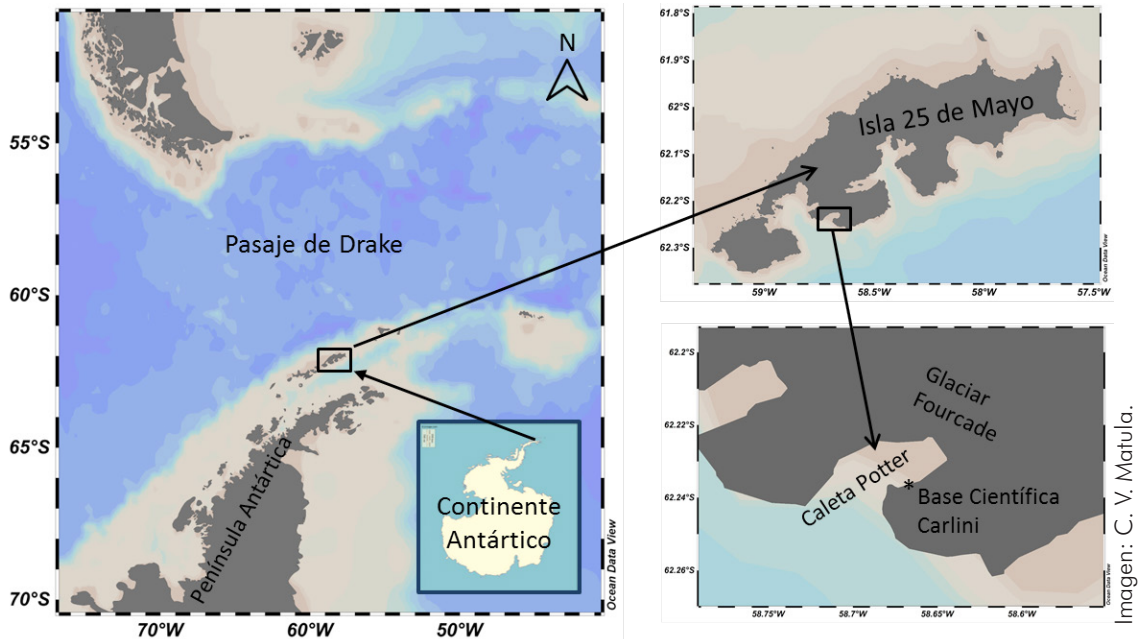 N
55°S
60°S
65°S
70°S
70°W
60°W
50°W
Pasaje de Drake
Península Antártica
Continente
Antártico
Ocean Data View
61.8°S
61.9°S
62°S
62.1°S
62.2°S
62.3°S
59°W
58.5°W
58°W
57.5°W
Isla 25 de Mayo
Ocean Data View
62.2°S
62.22°S
62.24°S
62.26°S
58.75°W
58.7°W
58.65°W
58.6°W
Glaciar
Fourcade
Caleta Potter
* Base Científica
Carlini
Ocean Data View
Imagen: C. V. Matula.